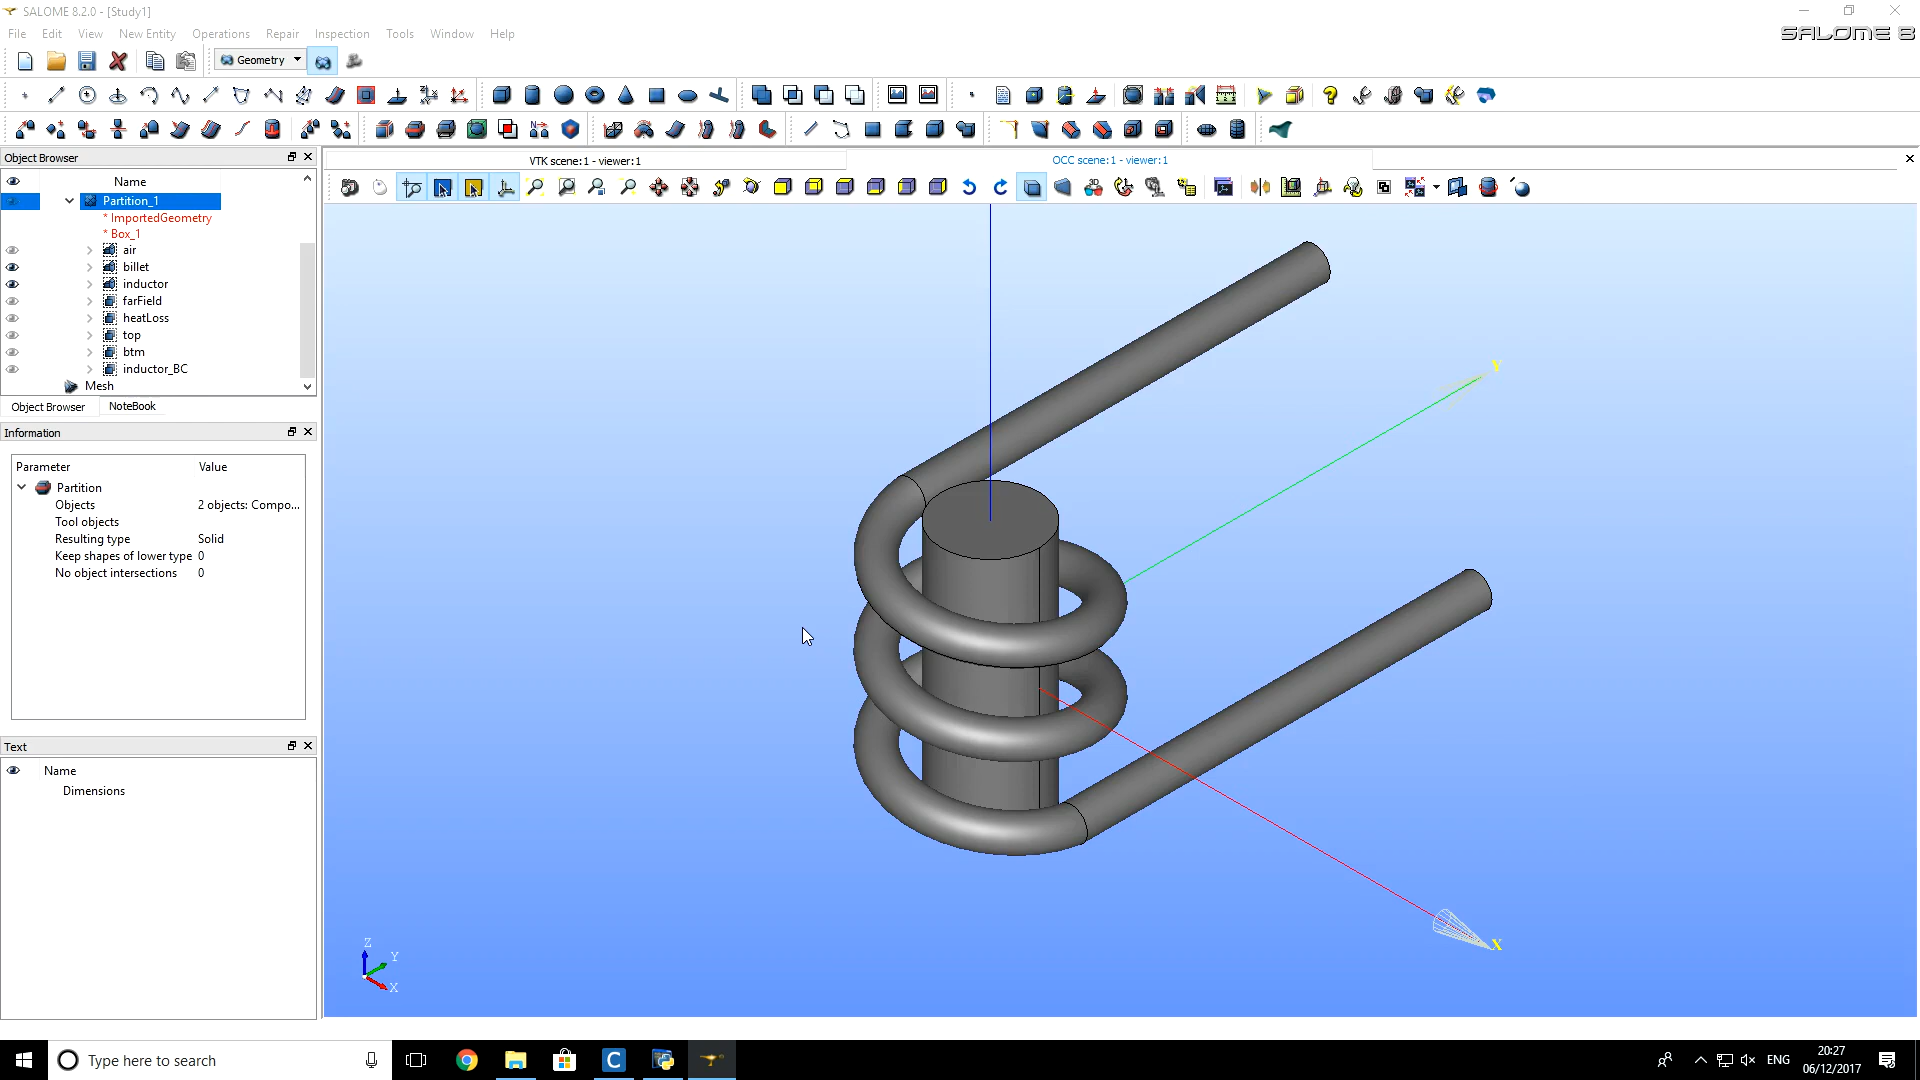 SALOME 8.2.0 - [Study1]
File Edit View New Entity Operations Repair Inspection Tools Window Help
SALOME 8
Geometry
Object Browser
VTK scene:1 - viewer:1
OCC scene:1 - viewer:1
Name
Partition_1
* ImportedGeometry
* Box_1
air
billet
inductor
farField
heatLoss
top
btm
inductor_BC
Mesh
Object Browser NoteBook
Information
Parameter Value
Partition
Objects 2 objects: Compo...
Tool objects
Resulting type Solid
Keep shapes of lower type 0
No object intersections 0
Text
Name
Dimensions
Y
X
Z
Y
X
Type here to search
ENG
20:27
06/12/2017